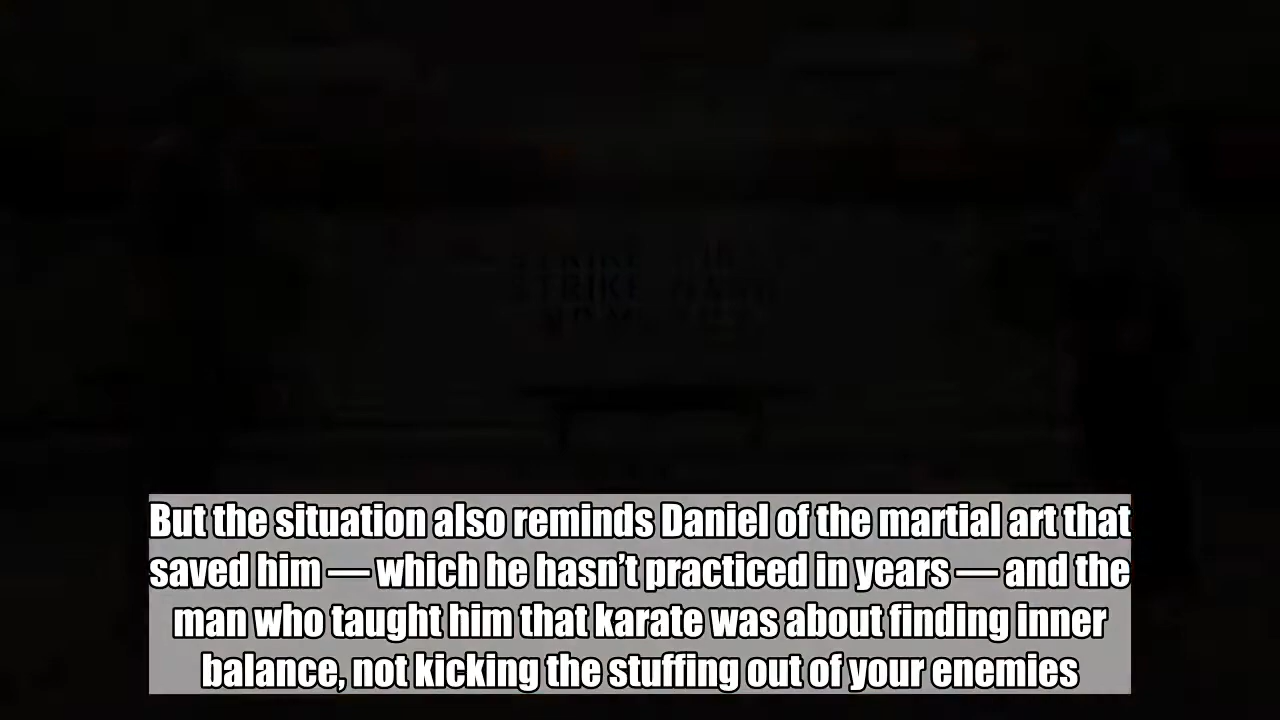 But the situation also reminds Daniel of the martial art that
saved him — which he hasn’t practiced in years — and the
man who taught him that karate was about finding inner
balance, not kicking the stuffing out of your enemies